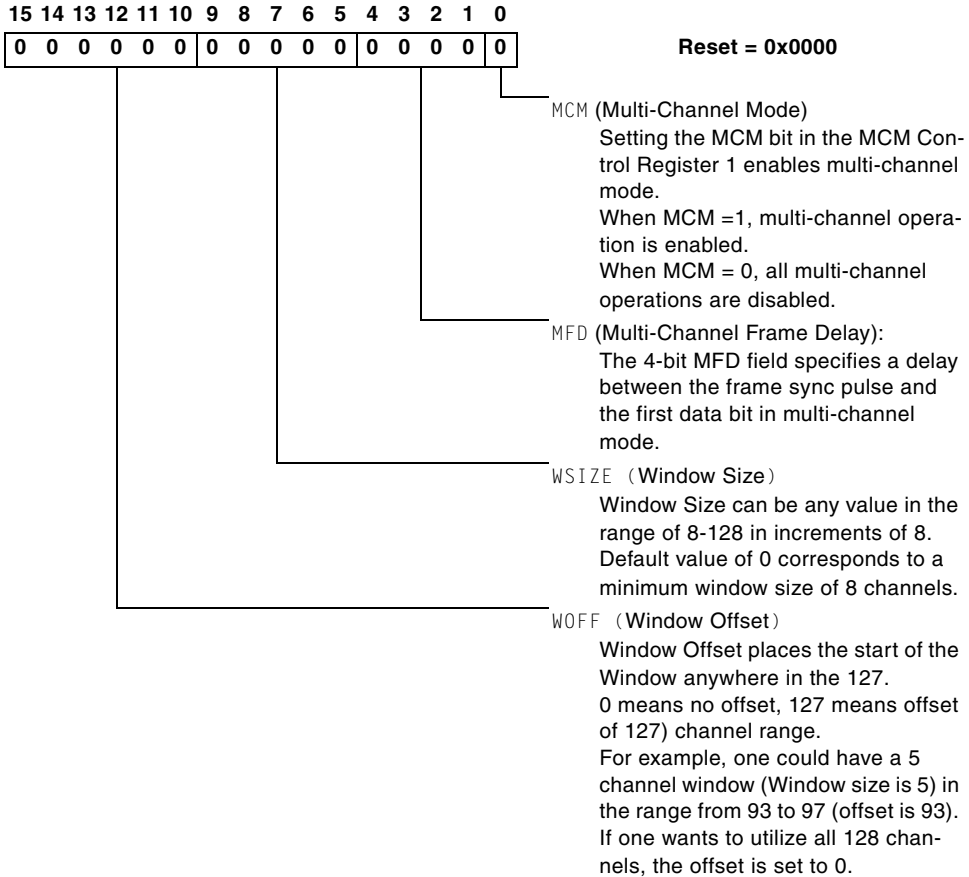 15 14 13 12 11 10 9 8 7 6 5 4 3 2 1 0
0 0 0 0 0 0 0 0 0 0 0 0 0 0 0 0
Reset = 0x0000
MCM (Multi-Channel Mode)
Setting the MCM bit in the MCM Con-
trol Register 1 enables multi-channel
mode.
When MCM =1, multi-channel opera-
tion is enabled.
When MCM = 0, all multi-channel
operations are disabled.
MFD (Multi-Channel Frame Delay):
The 4-bit MFD field specifies a delay
between the frame sync pulse and
the first data bit in multi-channel
mode.
WSIZE (Window Size)
Window Size can be any value in the
range of 8-128 in increments of 8.
Default value of 0 corresponds to a
minimum window size of 8 channels.
WOFF (Window Offset)
Window Offset places the start of the
Window anywhere in the 127.
0 means no offset, 127 means offset
of 127) channel range.
For example, one could have a 5
channel window (Window size is 5) in
the range from 93 to 97 (offset is 93).
If one wants to utilize all 128 chan-
nels, the offset is set to 0.